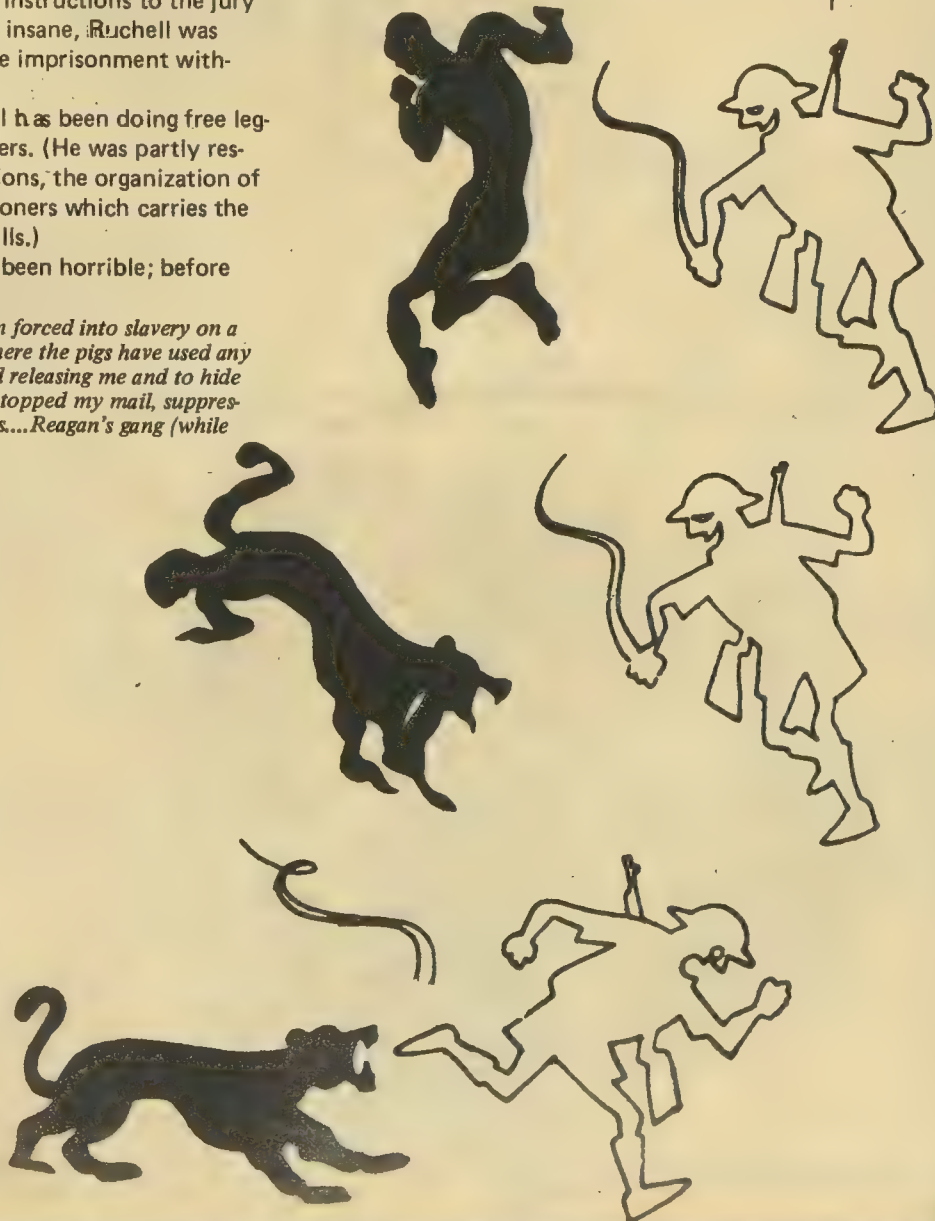 instructions to the jury
insane, Ruchell was
e imprisonment with-
l has been doing free leg-
ers. (He was partly res-
ions, the organization of
oners which carries the
lls.)
been horrible; before
n forced into slavery on a
here the pigs have used any
d releasing me and to hide
topped my mail, suppres-
s....Reagan's gang (while